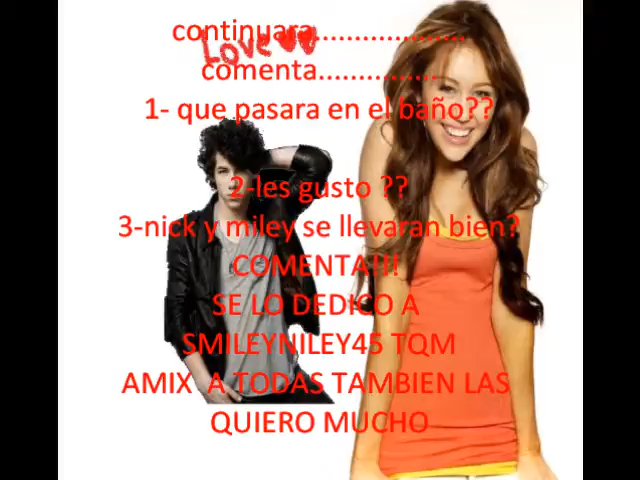 continuara...................
Love
comenta...............
1- que pasara en el baño??
2-les gusto ??
3-nick y miley se llevaran bien?
COMENTA!!!
SE LO DEDICO A
SMILEYNILEY45 TQM
AMIX  A TODAS TAMBIEN LAS
QUIERO MUCHO